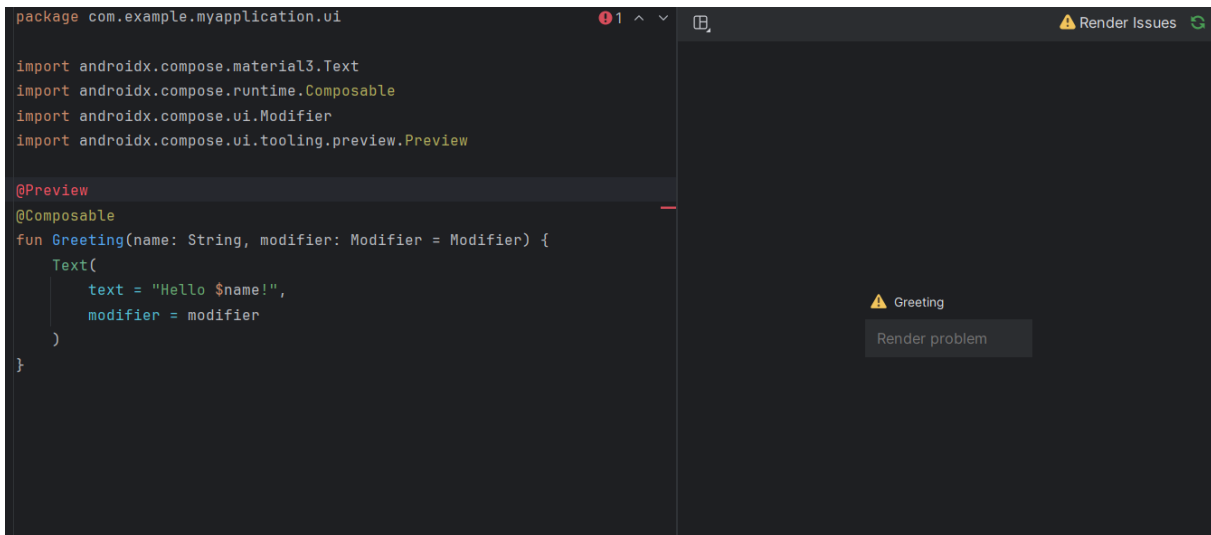 package com.example.myapplication.ui
1
import androidx.compose.material3.Text
import androidx.compose.runtime.Composable
import androidx.compose.ui.Modifier
import androidx.compose.ui.tooling.preview.Preview
@Preview
@Composable
fun Greeting(name: String, modifier: Modifier = Modifier) {
    Text(
        text = "Hello $name!",
        modifier = modifier
    )
}
Render Issues
Greeting
Render problem